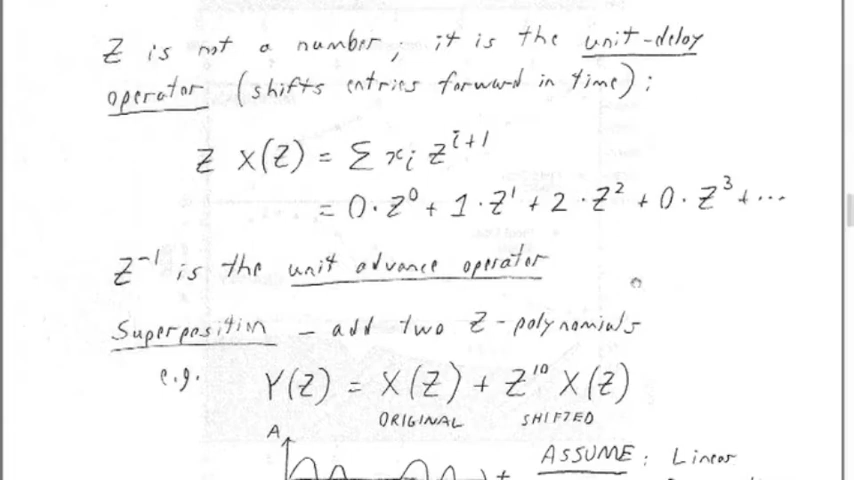 Z is not a number, it is the unit-delay
operator (shifts entries forward in time):
Z X(Z) = Σ xᵢ Z^{i+1}
= 0·Z⁰ + 1·Z¹ + 2·Z² + 0·Z³ + ...
Z⁻¹ is the unit advance operator
Superposition – add two Z-polynomials
e.g. Y(Z) = X(Z) + Z¹⁰ X(Z)
ORIGINAL SHIFTED
A
t
ASSUME: Linear